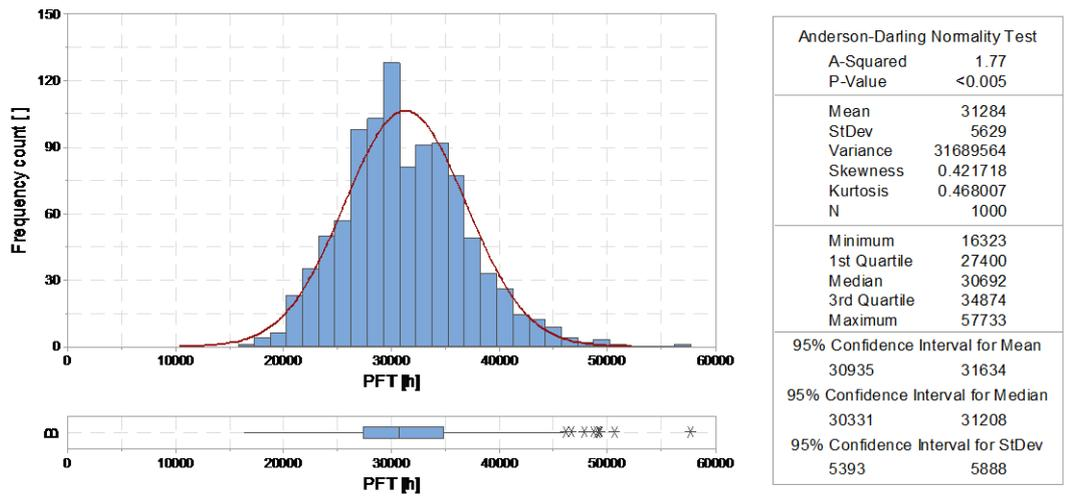 150
120
90
60
30
0
Frequency count [ ]
0 10000 20000 30000 40000 50000 60000
PFT [h]
B
0 10000 20000 30000 40000 50000 60000
PFT [h]
Anderson-Darling Normality Test
A-Squared 1.77
P-Value <0.005
Mean 31284
StDev 5629
Variance 31689564
Skewness 0.421718
Kurtosis 0.468007
N 1000
Minimum 16323
1st Quartile 27400
Median 30692
3rd Quartile 34874
Maximum 57733
95% Confidence Interval for Mean
30935 31634
95% Confidence Interval for Median
30331 31208
95% Confidence Interval for StDev
5393 5888